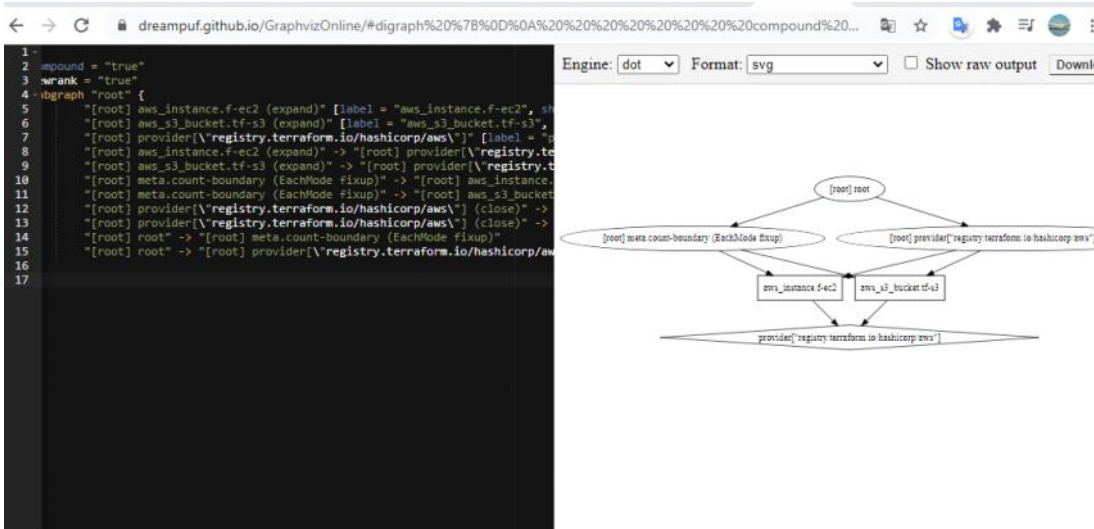 dreampuf.github.io/GraphvizOnline/#digraph%20%7B%0D%0A%20%20%20%20%20%20%20%20compound%20...
1
2 mpound = "true"
3 ewrank = "true"
4 ubgraph "root" {
5 "[root] aws_instance.f-ec2 (expand)" [label = "aws_instance.f-ec2", sh
6 "[root] aws_s3_bucket.tf-s3 (expand)" [label = "aws_s3_bucket.tf-s3",
7 "[root] provider[\"registry.terraform.io/hashicorp/aws\"]" [label = "p
8 "[root] aws_instance.f-ec2 (expand)" -> "[root] provider[\"registry.te
9 "[root] aws_s3_bucket.tf-s3 (expand)" -> "[root] provider[\"registry.t
10 "[root] meta.count-boundary (EachMode fixup)" -> "[root] aws_instance.
11 "[root] meta.count-boundary (EachMode fixup)" -> "[root] aws_s3_bucket
12 "[root] provider[\"registry.terraform.io/hashicorp/aws\"] (close)" ->
13 "[root] provider[\"registry.terraform.io/hashicorp/aws\"] (close)" ->
14 "[root] root" -> "[root] meta.count-boundary (EachMode fixup)"
15 "[root] root" -> "[root] provider[\"registry.terraform.io/hashicorp/aw
16
17
Engine: dot Format: svg Show raw output Downl
[root] root
[root] meta.count-boundary (EachMode fixup) [root] provider["registry.terraform.io/hashicorp/aws"]
aws_instance.f-ec2 aws_s3_bucket.tf-s3
provider["registry.terraform.io/hashicorp/aws"]